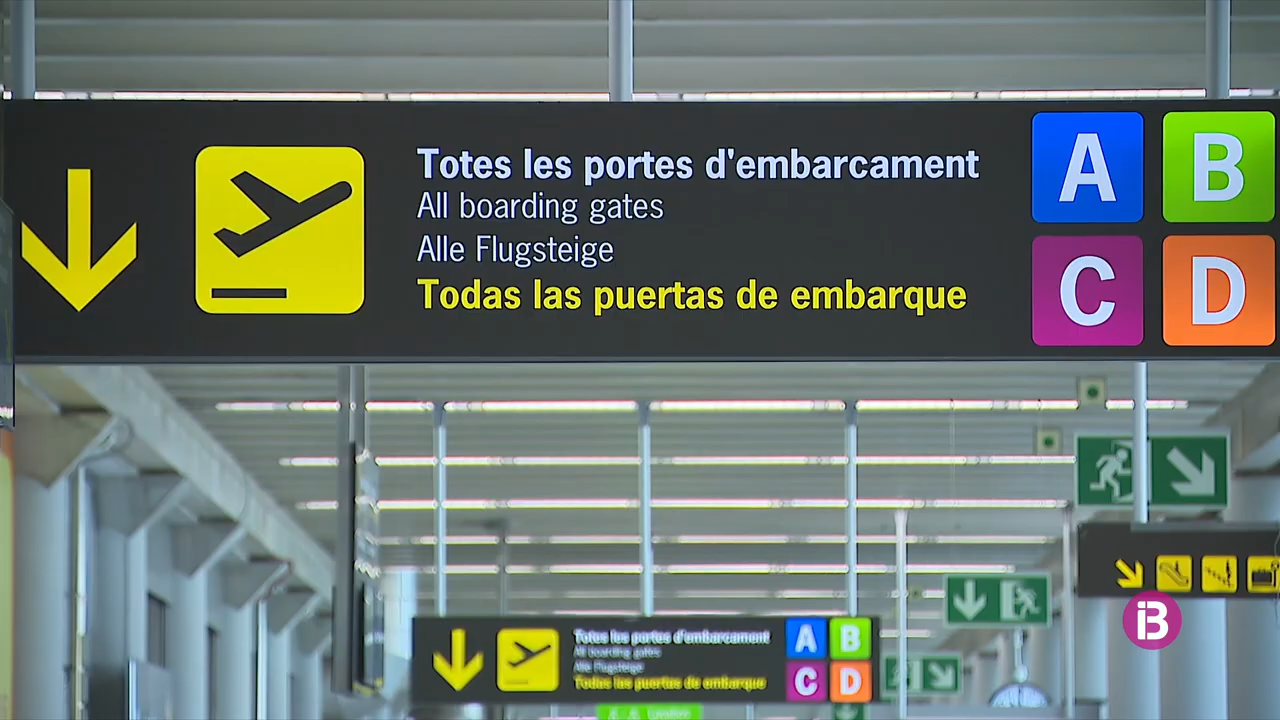 Totes les portes d'embarcament
All boarding gates
Alle Flugsteige
Todas las puertas de embarque
A B
C D
Totes les portes d'embarcament
All boarding gates
Alle Flugsteige
Todas las puertas de embarque
A B
C D
iB3